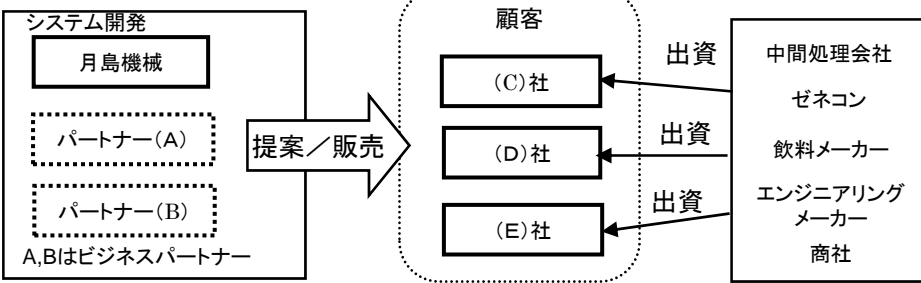 システム開発
月島機械
パートナー(A)
パートナー(B)
A,Bはビジネスパートナー
提案/販売
顧客
(C)社
(D)社
(E)社
出資
出資
出資
中間処理会社
ゼネコン
飲料メーカー
エンジニアリング
メーカー
商社